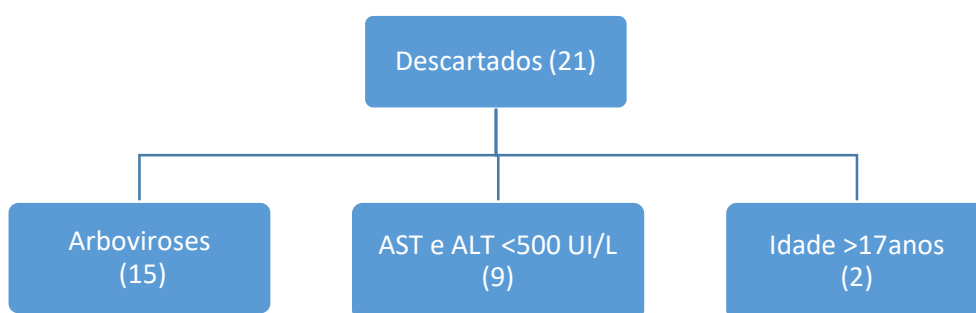 Descartados (21)
Arboviroses
(15)
AST e ALT <500 UI/L
(9)
Idade >17anos
(2)